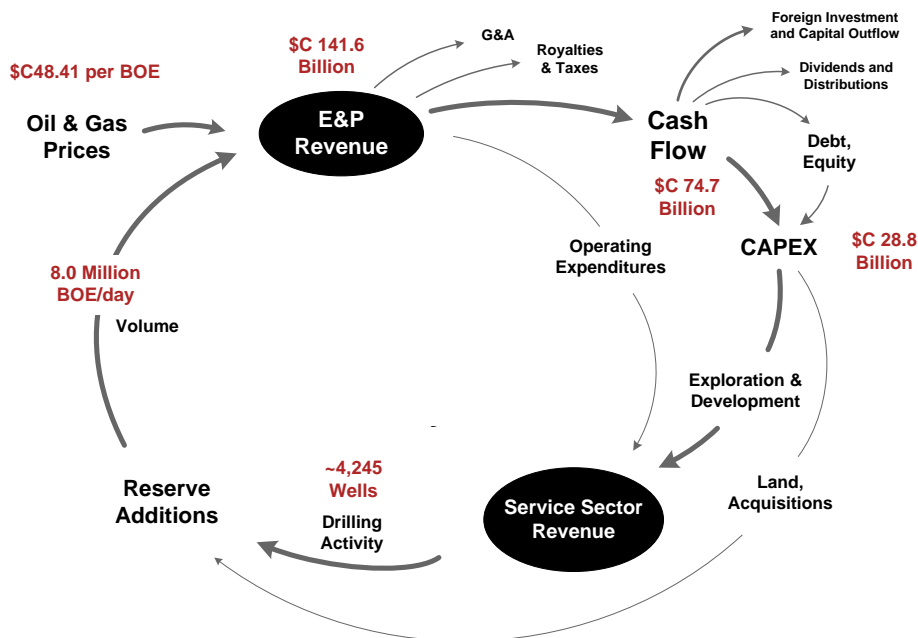 $C48.41 per BOE
Oil & Gas
Prices
$C 141.6
Billion
E&P
Revenue
G&A
Royalties
& Taxes
Foreign Investment
and Capital Outflow
Dividends and
Distributions
Cash
Flow
Debt,
Equity
$C 74.7
Billion
CAPEX
$C 28.8
Billion
Operating
Expenditures
8.0 Million
BOE/day
Volume
Exploration &
Development
Reserve
Additions
~4,245
Wells
Drilling
Activity
Service Sector
Revenue
Land,
Acquisitions